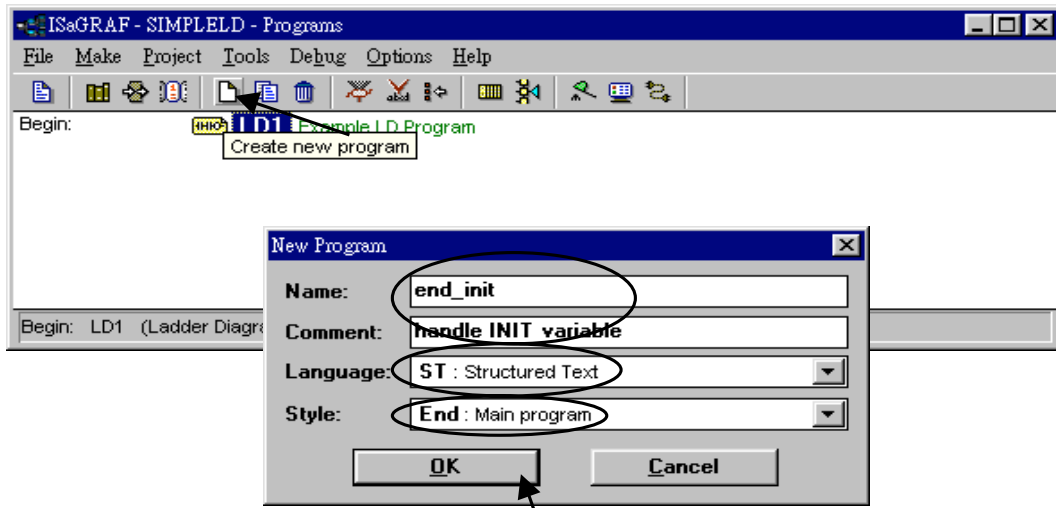 ISaGRAF - SIMPLELD - Programs
File Make Project Tools Debug Options Help
Begin: LD1 Example LD Program
Create new program
New Program
Name: end_init
Comment: handle INIT variable
Language: ST : Structured Text
Style: End : Main program
OK Cancel
Begin: LD1 (Ladder Diagra